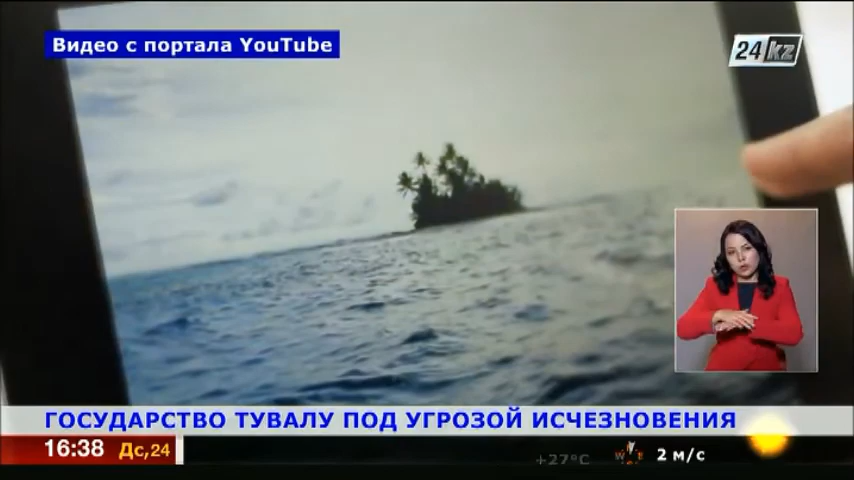 Видео с портала YouTube
24kz
ГОСУДАРСТВО ТУВАЛУ ПОД УГРОЗОЙ ИСЧЕЗНОВЕНИЯ
16:38 Дс,24 +27°C 2 м/с